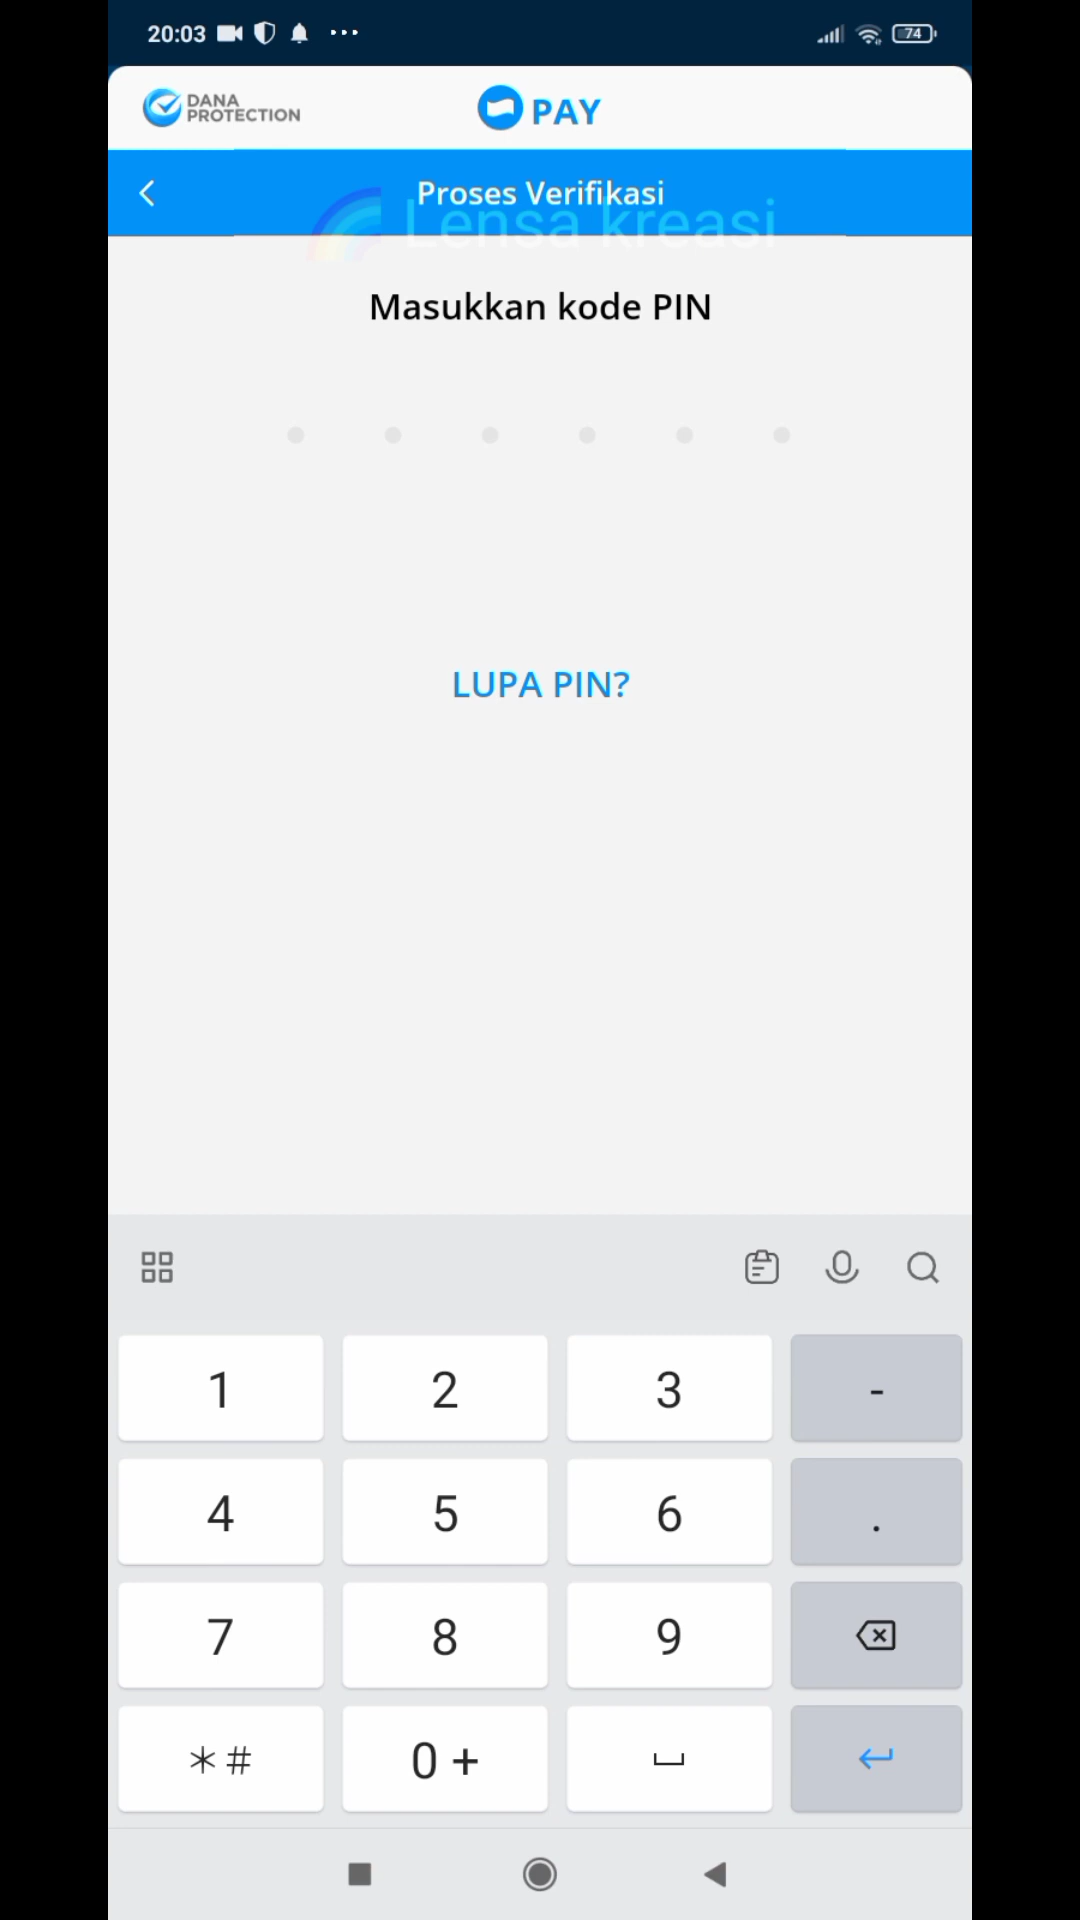 20:03
74
DANA
PROTECTION
PAY
Proses Verifikasi
Lensa kreasi
Masukkan kode PIN
LUPA PIN?
1 2 3 -
4 5 6 .
7 8 9
*# 0 +